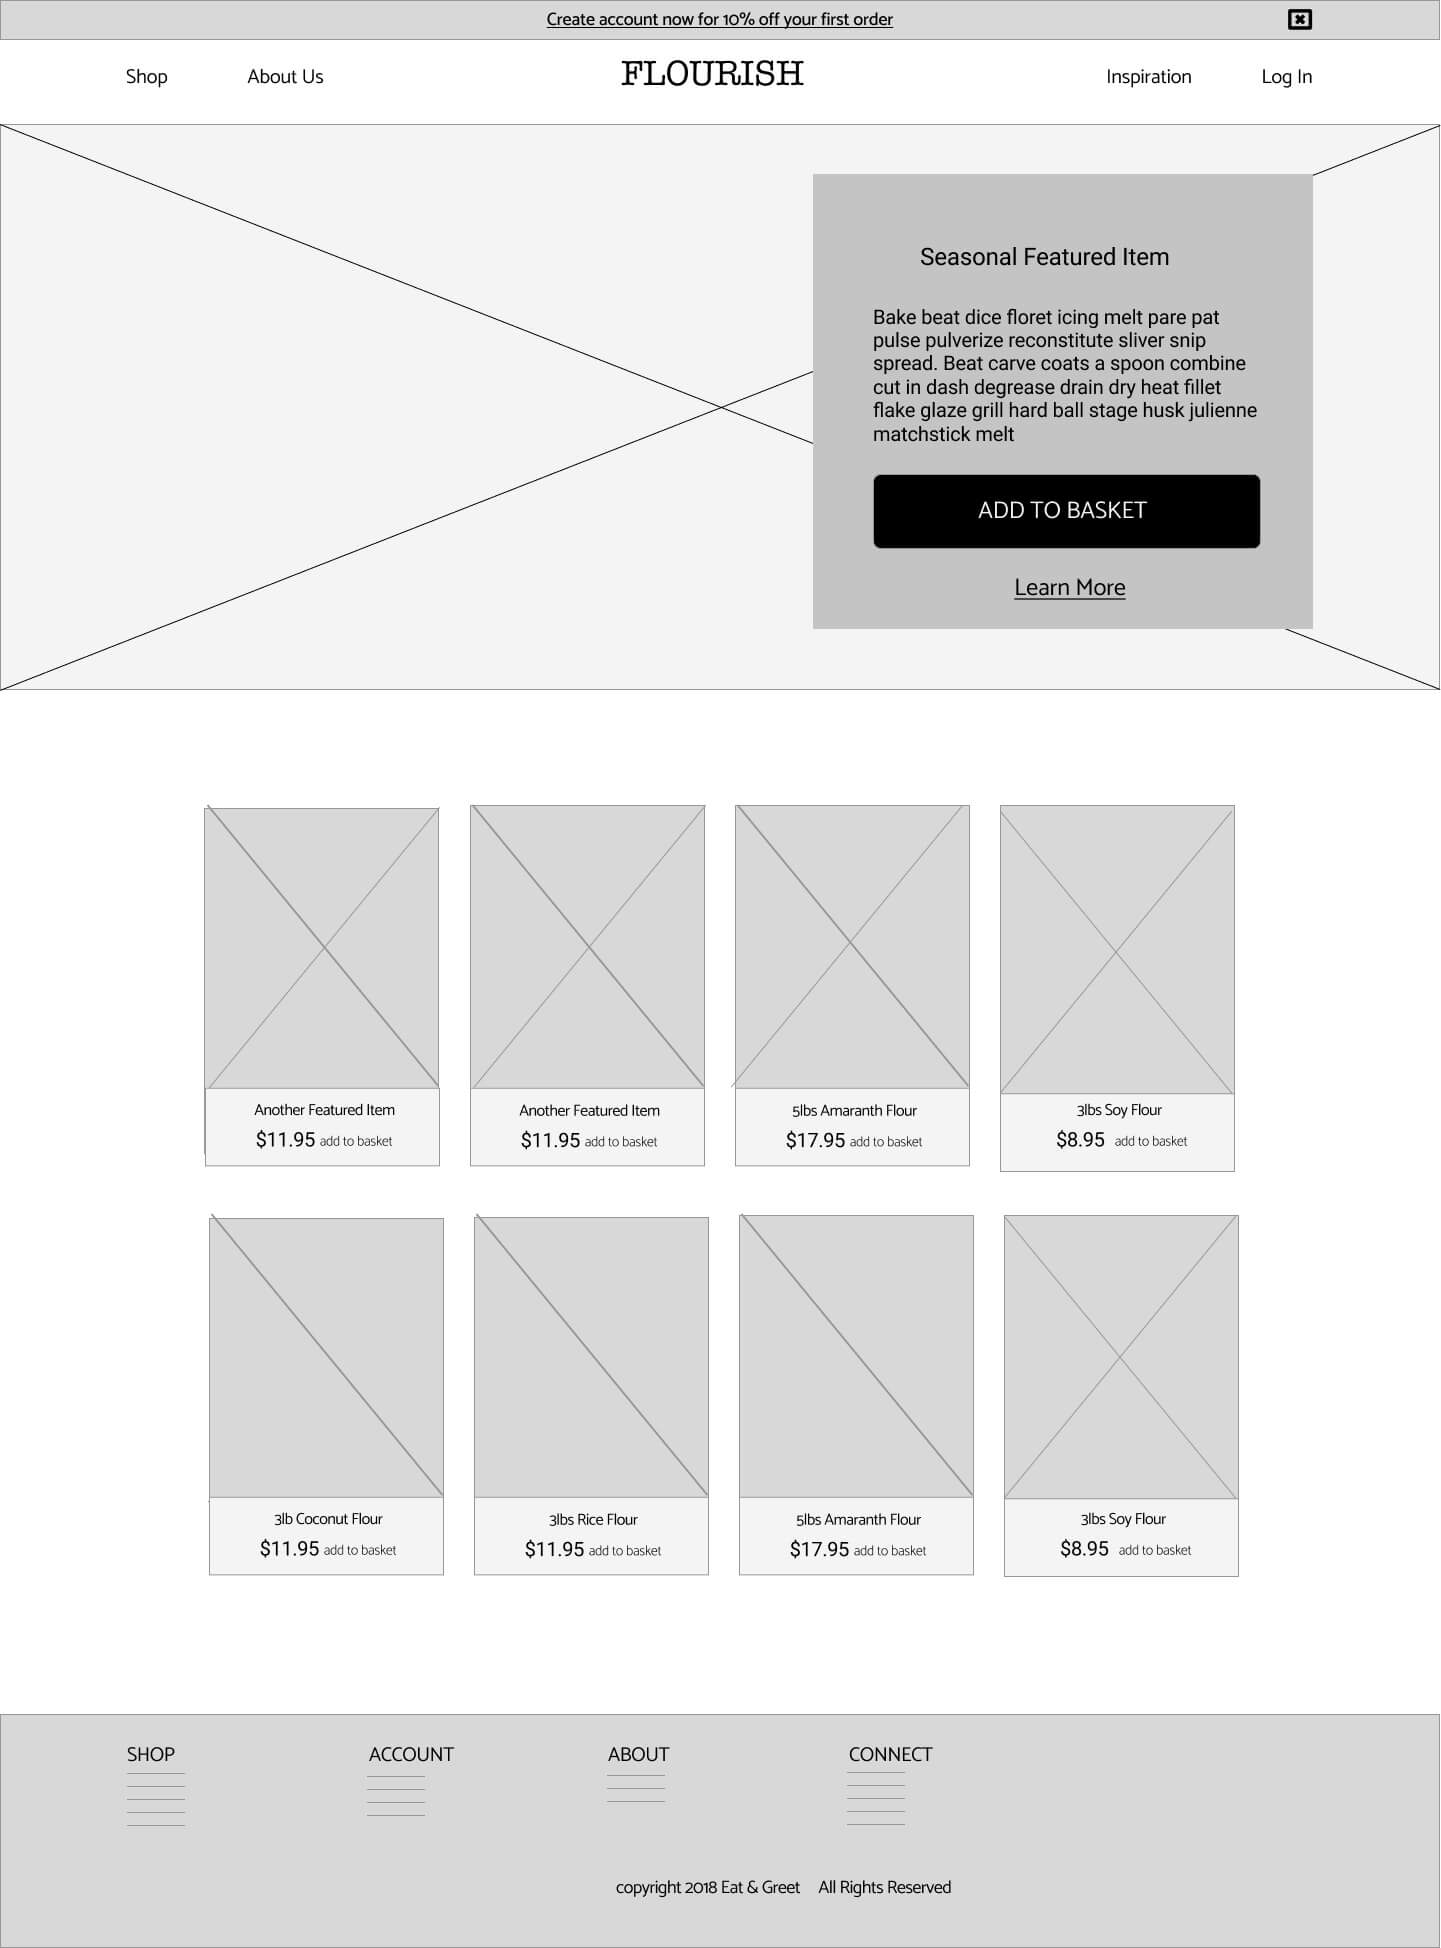 Create account now for 10% off your first order
Shop
About Us
FLOURISH
Inspiration
Log In
Seasonal Featured Item
Bake beat dice floret icing melt pare pat
pulse pulverize reconstitute sliver snip
spread. Beat carve coats a spoon combine
cut in dash degrease drain dry heat fillet
flake glaze grill hard ball stage husk julienne
matchstick melt
ADD TO BASKET
Learn More
Another Featured Item
$11.95 add to basket
Another Featured Item
$11.95 add to basket
5lbs Amaranth Flour
$17.95 add to basket
3lbs Soy Flour
$8.95 add to basket
3lb Coconut Flour
$11.95 add to basket
3lbs Rice Flour
$11.95 add to basket
5lbs Amaranth Flour
$17.95 add to basket
3lbs Soy Flour
$8.95 add to basket
SHOP
ACCOUNT
ABOUT
CONNECT
copyright 2018 Eat & Greet All Rights Reserved